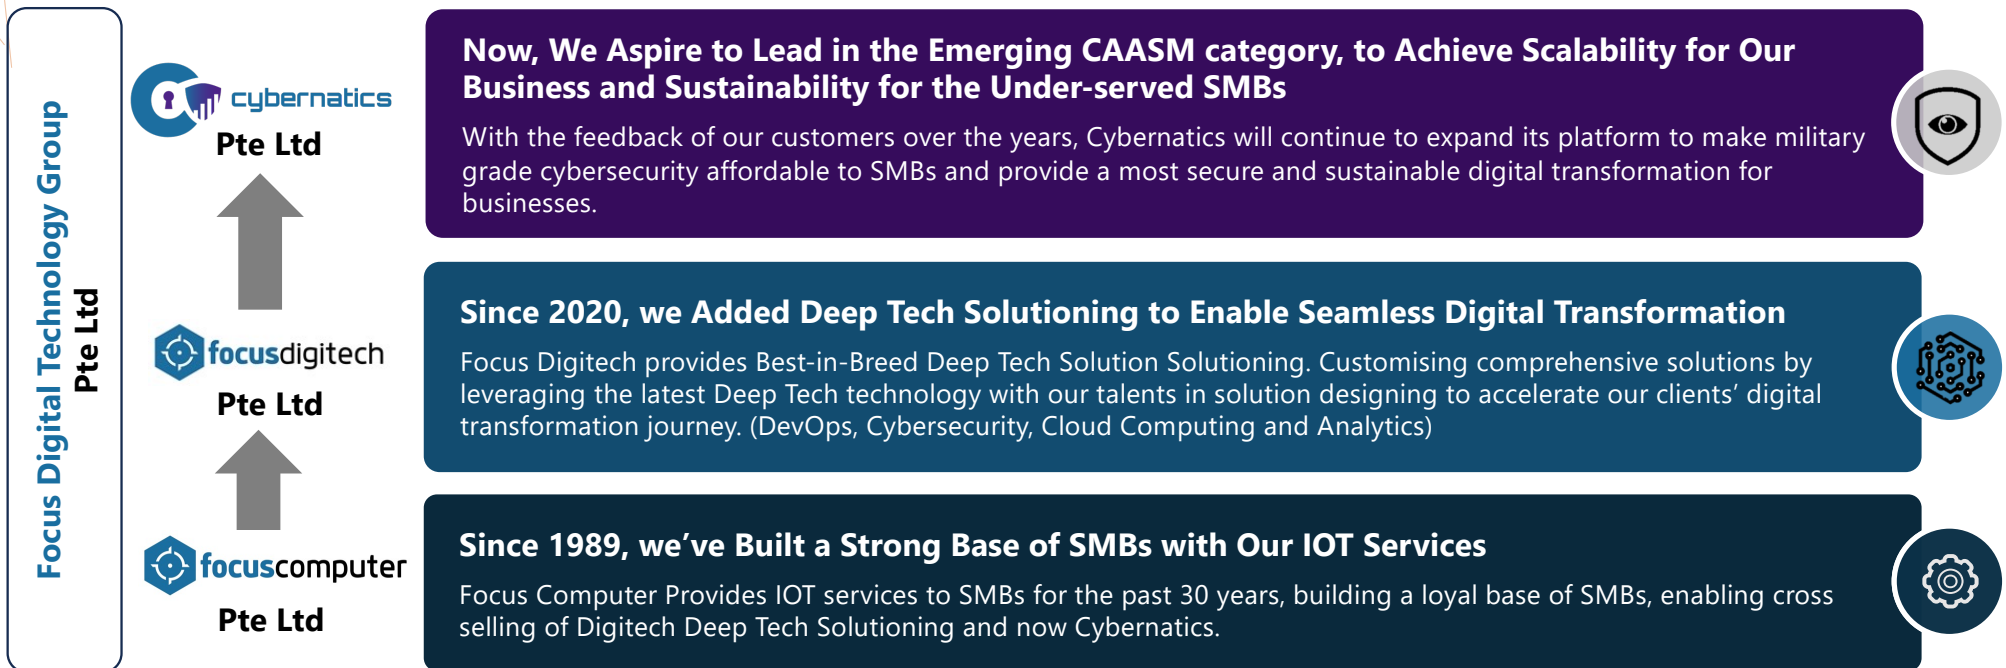 Focus Digital Technology Group
Pte Ltd
cybernatics
Pte Ltd
Now, We Aspire to Lead in the Emerging CAASM category, to Achieve Scalability for Our
Business and Sustainability for the Under-served SMBs
With the feedback of our customers over the years, Cybernatics will continue to expand its platform to make military
grade cybersecurity affordable to SMBs and provide a most secure and sustainable digital transformation for
businesses.
focusdigitech
Pte Ltd
Since 2020, we Added Deep Tech Solutioning to Enable Seamless Digital Transformation
Focus Digitech provides Best-in-Breed Deep Tech Solution Solutioning. Customising comprehensive solutions by
leveraging the latest Deep Tech technology with our talents in solution designing to accelerate our clients’ digital
transformation journey. (DevOps, Cybersecurity, Cloud Computing and Analytics)
focuscomputer
Pte Ltd
Since 1989, we’ve Built a Strong Base of SMBs with Our IOT Services
Focus Computer Provides IOT services to SMBs for the past 30 years, building a loyal base of SMBs, enabling cross
selling of Digitech Deep Tech Solutioning and now Cybernatics.